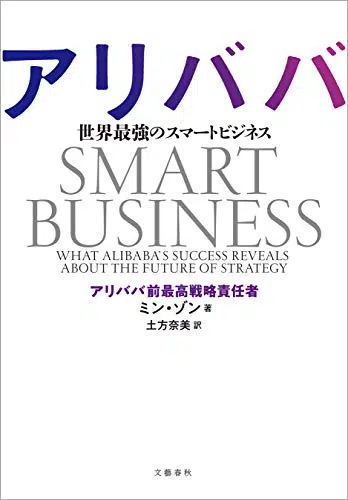 アリババ
世界最強のスマートビジネス
SMART
BUSINESS
WHAT ALIBABA'S SUCCESS REVEALS
ABOUT THE FUTURE OF STRATEGY
アリババ前最高戦略責任者
ミン・ゾン 著
土方奈美 訳
文藝春秋